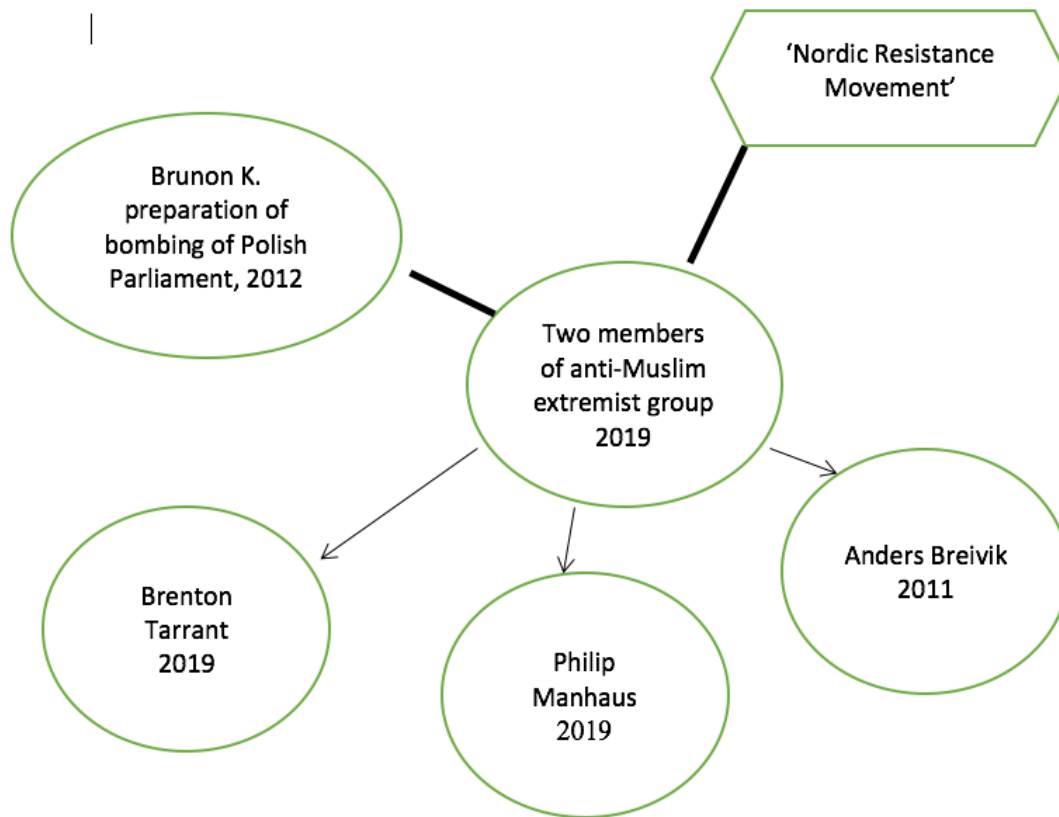 ‘Nordic Resistance
Movement’
Brunon K.
preparation of
bombing of Polish
Parliament, 2012
Two members
of anti-Muslim
extremist group
2019
Anders Breivik
2011
Brenton
Tarrant
2019
Philip
Manhaus
2019